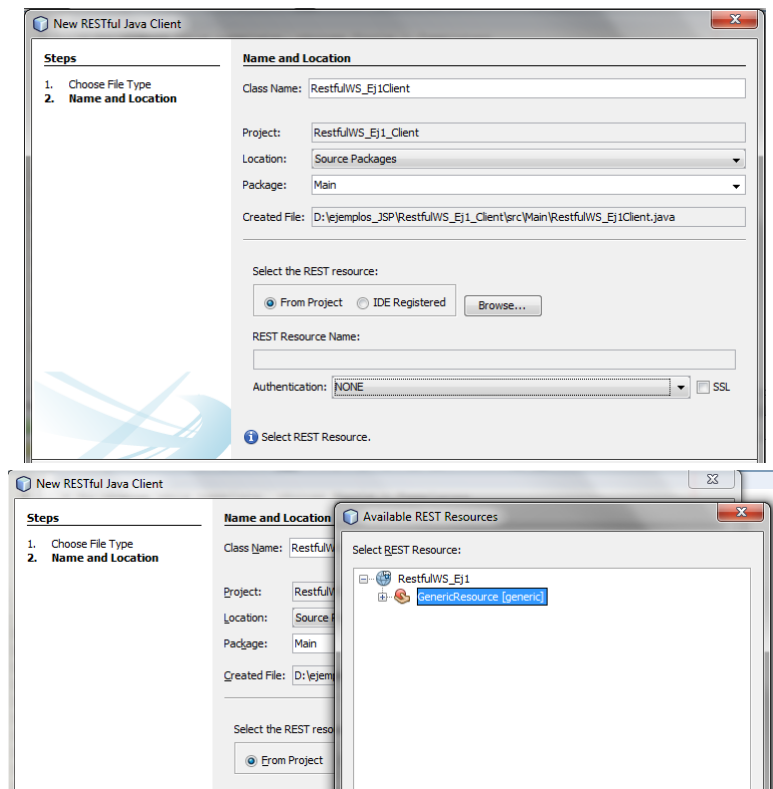 New RESTful Java Client
Steps
1. Choose File Type
2. Name and Location
Name and Location
Class Name: RestfulWS_Ej1Client
Project: RestfulWS_Ej1_Client
Location: Source Packages
Package: Main
Created File: D:\ejemplos_JSP\RestfulWS_Ej1_Client\src\Main\RestfulWS_Ej1Client.java
Select the REST resource:
From Project IDE Registered Browse...
REST Resource Name:
Authentication: NONE SSL
Select REST Resource.
New RESTful Java Client
Steps
1. Choose File Type
2. Name and Location
Name and Location
Class Name: RestfulW
Project: RestfulW
Location: Source P
Package: Main
Created File: D:\ejem
Select the REST reso
From Project
Available REST Resources
Select REST Resource:
RestfulWS_Ej1
GenericResource [generic]